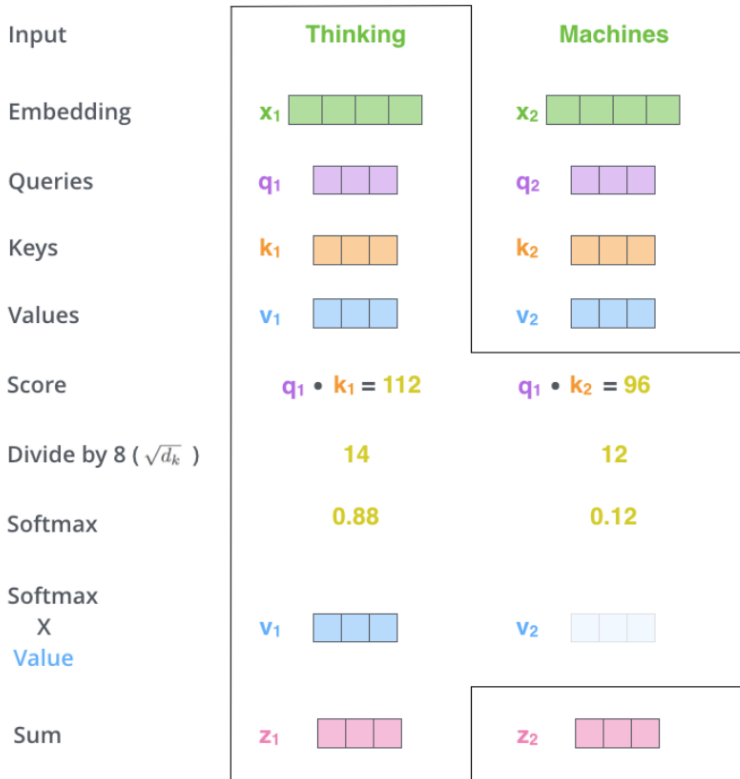 Input Thinking Machines
Embedding x₁ x₂
Queries q₁ q₂
Keys k₁ k₂
Values v₁ v₂
Score q₁ • k₁ = 112 q₁ • k₂ = 96
Divide by 8 ( √dₖ ) 14 12
Softmax 0.88 0.12
Softmax
X v₁ v₂
Value
Sum z₁ z₂